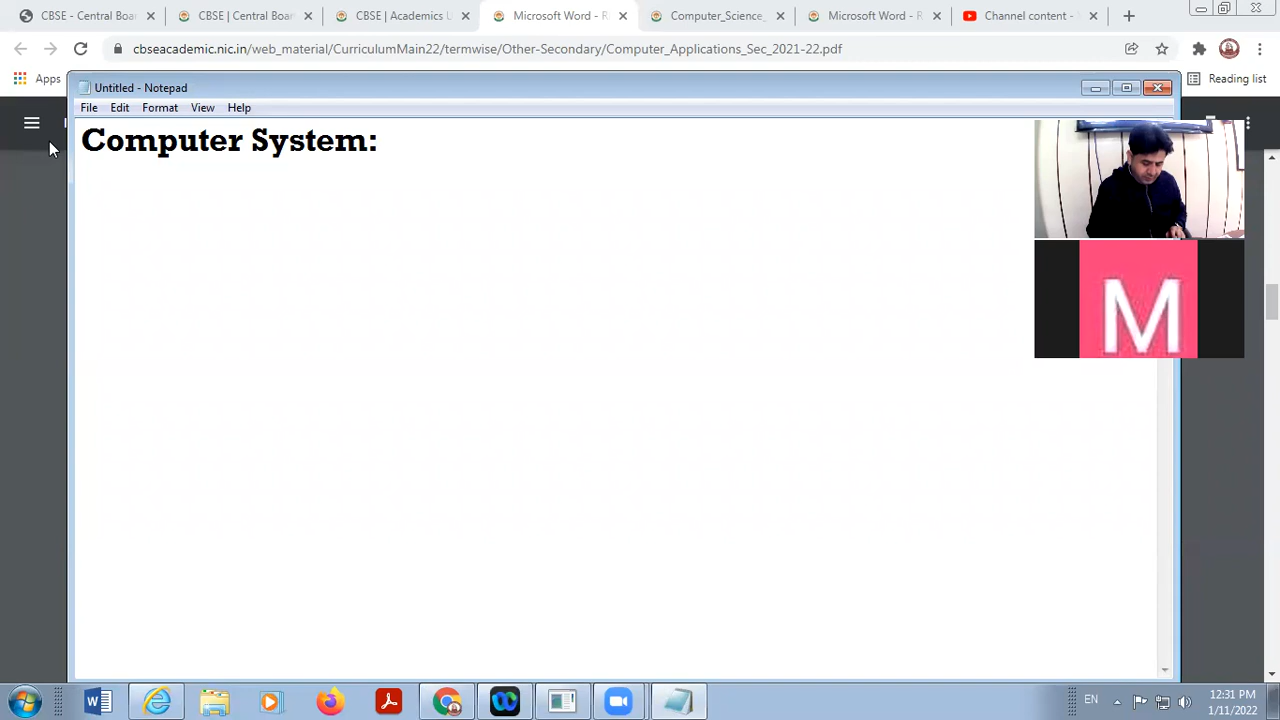 CBSE - Central Boar
CBSE | Central Boar
CBSE | Academics U
Microsoft Word - R
Computer_Science_
Microsoft Word - R
Channel content -
cbseacademic.nic.in/web_material/CurriculumMain22/termwise/Other-Secondary/Computer_Applications_Sec_2021-22.pdf
Apps
Reading list
Untitled - Notepad
File Edit Format View Help
Computer System:
M
EN
12:31 PM
1/11/2022